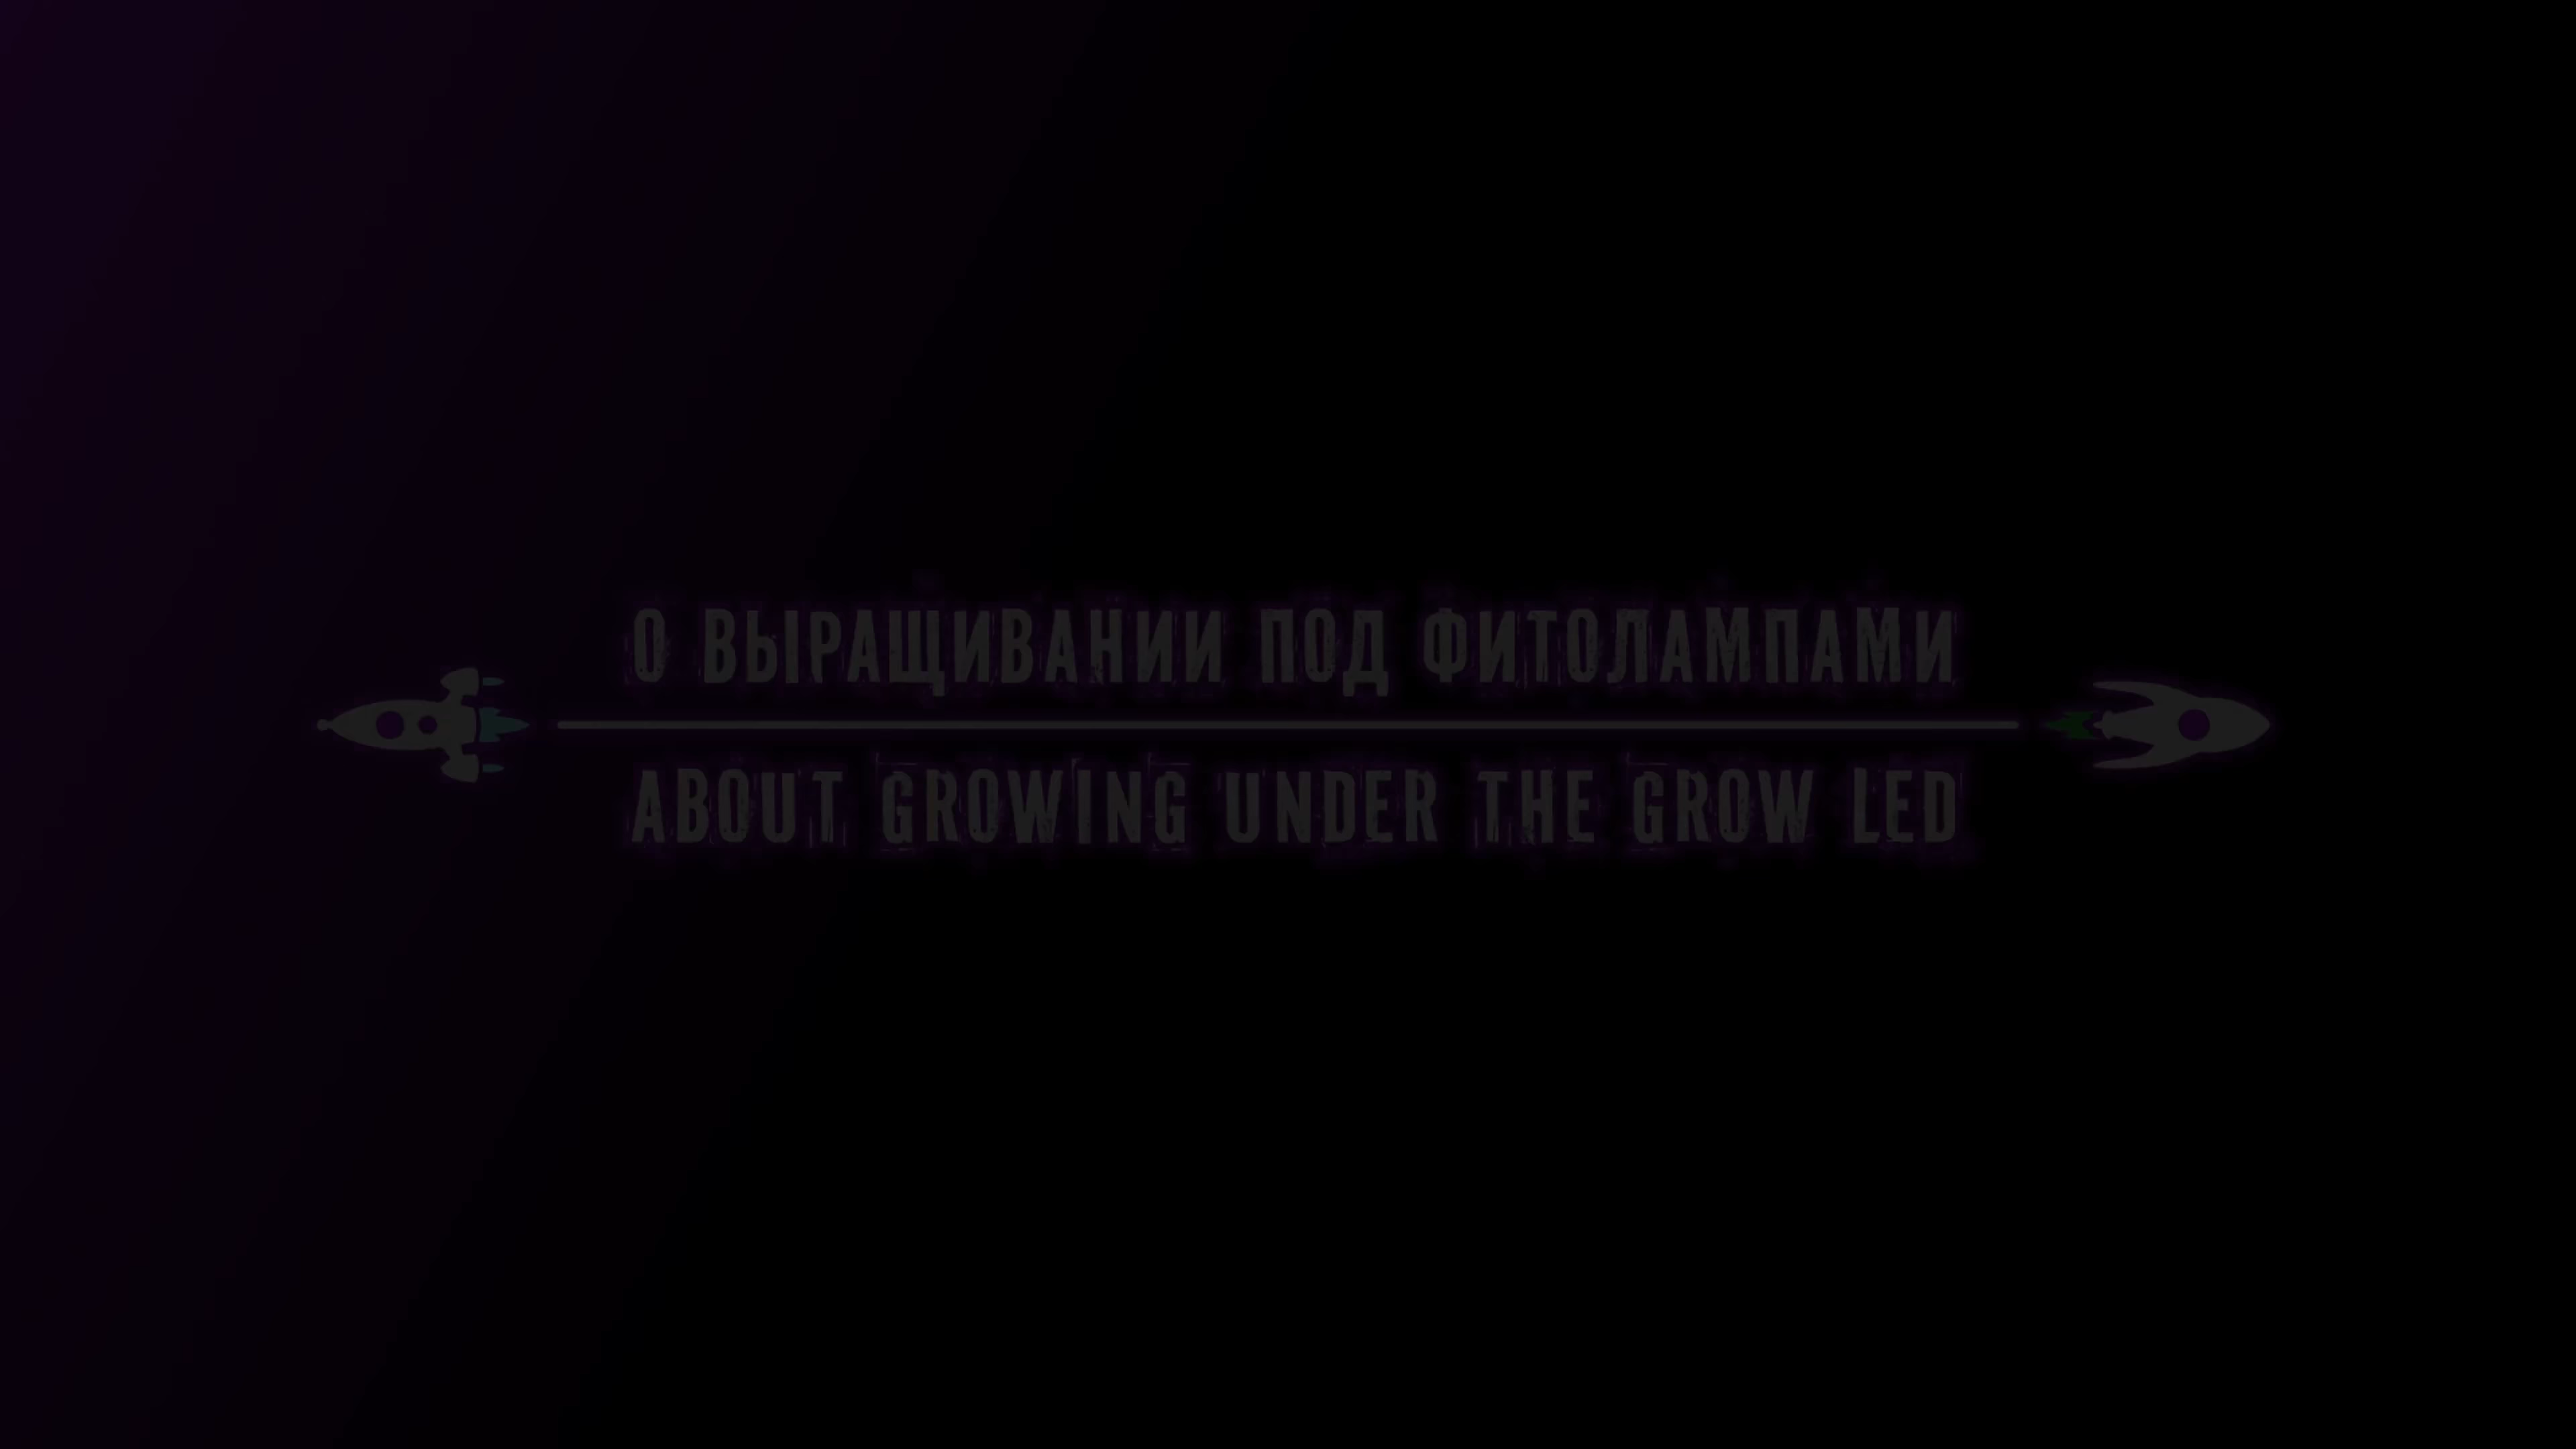 О ВЫРАЩИВАНИИ ПОД ФИТОЛАМПАМИ
ABOUT GROWING UNDER THE GROW LED